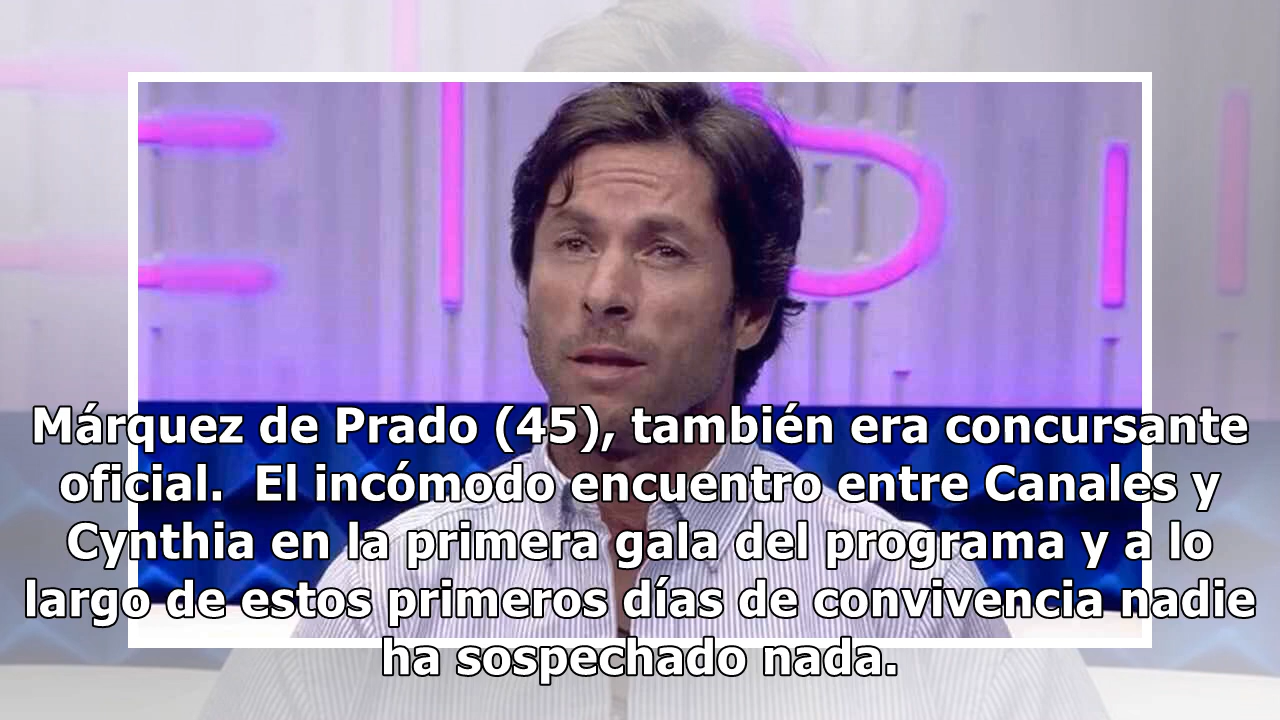 Márquez de Prado (45), también era concursante
oficial.  El incómodo encuentro entre Canales y
Cynthia en la primera gala del programa y a lo
largo de estos primeros días de convivencia nadie
ha sospechado nada.